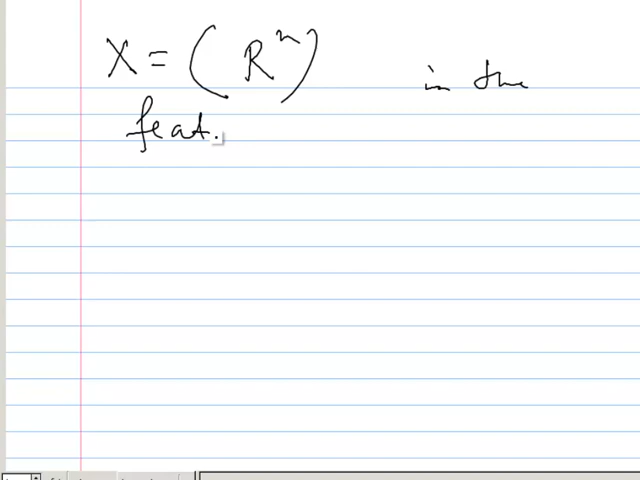 X = (R^n) in the
feat.